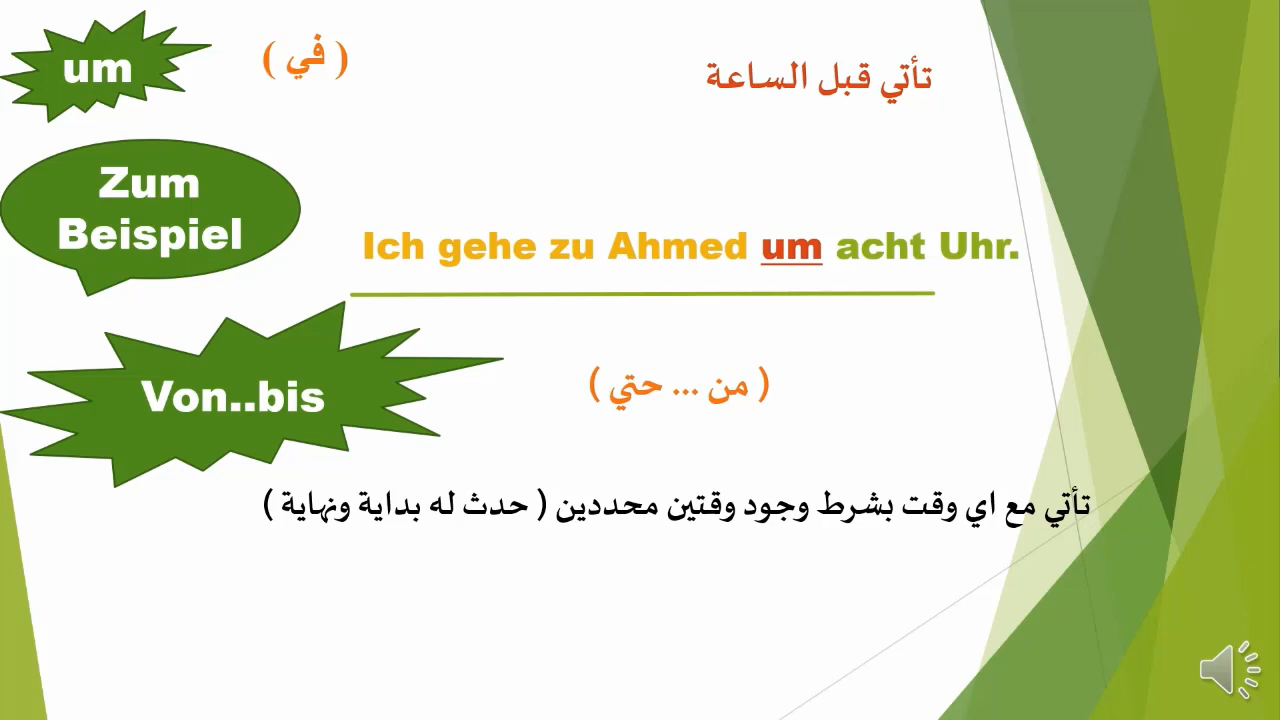 um
( في )
تأتي قبل الساعة
Zum
Beispiel
Ich gehe zu Ahmed um acht Uhr.
Von..bis
( من ... حتي )
تأتي مع اي وقت بشرط وجود وقتين محددين ( حدث له بداية ونهاية )